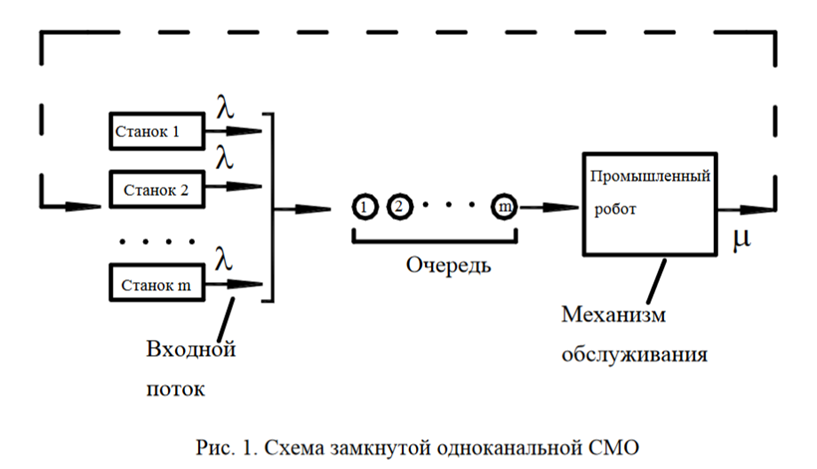 Станок 1
λ
λ
Станок 2
. . . .
λ
Станок m
1 2 · · · m
Очередь
Промышленный
робот
μ
Входной
поток
Механизм
обслуживания
Рис. 1. Схема замкнутой одноканальной СМО